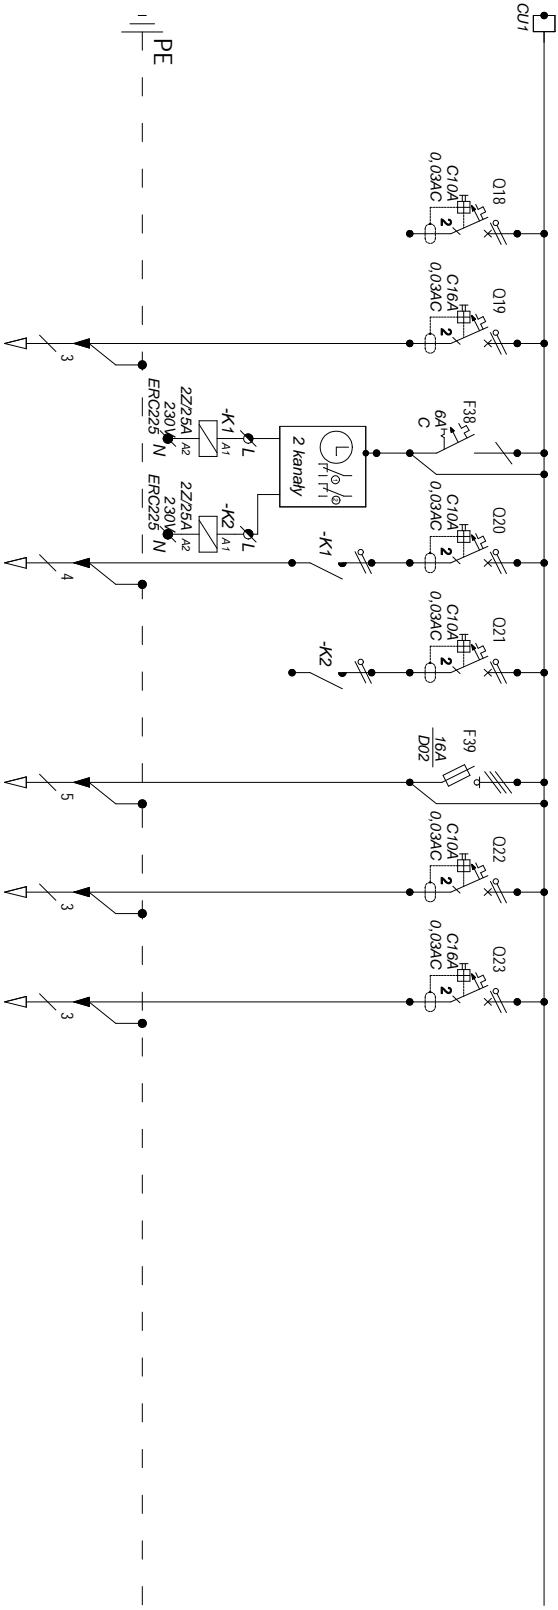 CU1
PE
Q18
C10A
0,03AC
2
Q19
C16A
0,03AC
2
3
F38
6A
C
2 kanały
L
1
2
-K1
L
A1
2Z/25A
230V
ERC225
A2
N
-K2
L
A1
2Z/25A
230V
ERC225
A2
N
Q20
C10A
0,03AC
2
-K1
4
Q21
C10A
0,03AC
2
-K2
F39
16A
D02
5
Q22
C10A
0,03AC
2
3
Q23
C16A
0,03AC
2
3